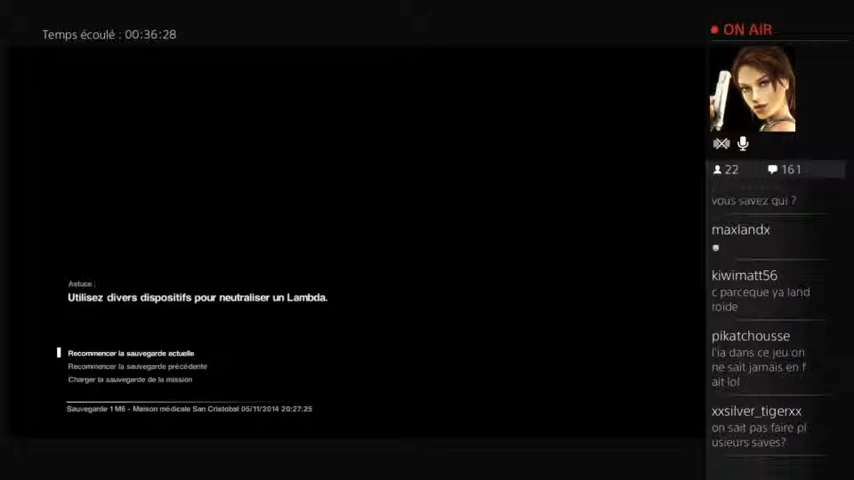 Temps écoulé : 00:36:28
ON AIR
22
161
vous savez qui ?
maxlandx
kiwimatt56
c parceque ya land
roide
pikatchousse
l'ia dans ce jeu on
ne sait jamais en f
ait lol
xxsilver_tigerxx
on sait pas faire pl
usieurs saves?
Astuce :
Utilisez divers dispositifs pour neutraliser un Lambda.
Recommencer la sauvegarde actuelle
Recommencer la sauvegarde précédente
Charger la sauvegarde de la mission
Sauvegarde 1 M6 - Maison médicale San Cristobal 05/11/2014 20:27:25